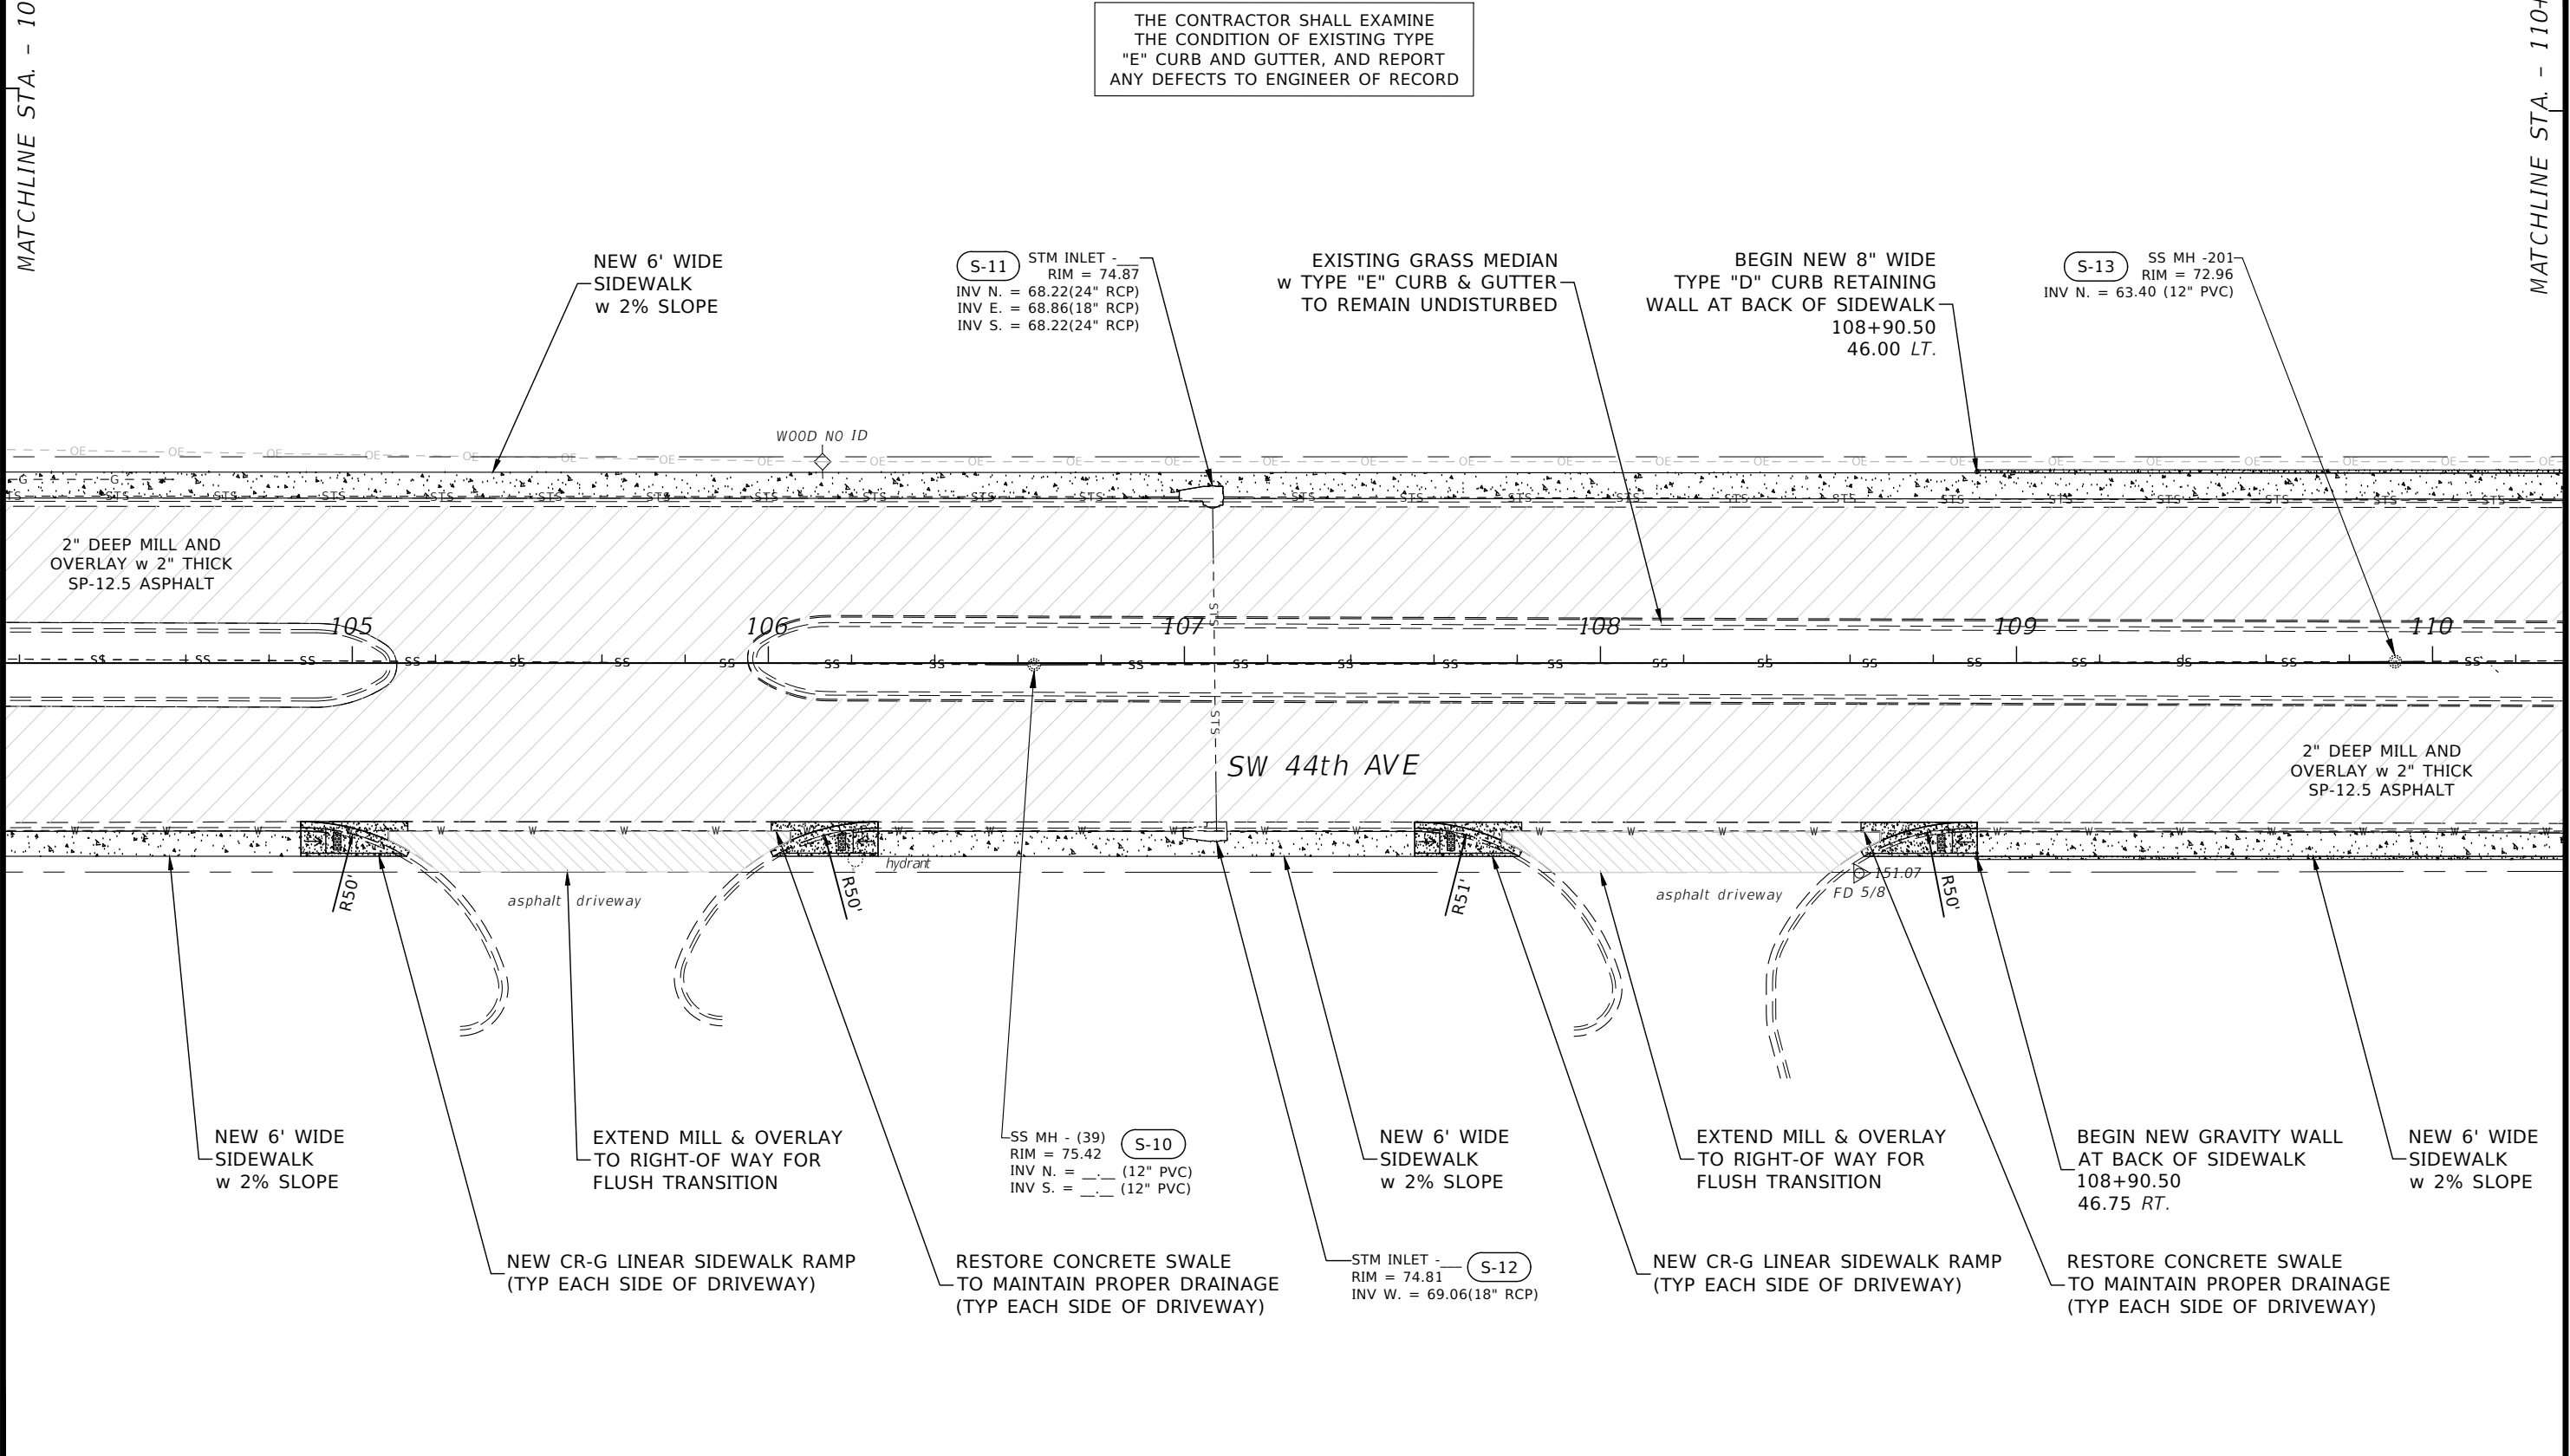 THE CONTRACTOR SHALL EXAMINE
THE CONDITION OF EXISTING TYPE
"E" CURB AND GUTTER, AND REPORT
ANY DEFECTS TO ENGINEER OF RECORD
MATCHLINE STA. - 10
MATCHLINE STA. - 110+
NEW 6' WIDE
SIDEWALK
w 2% SLOPE
S-11
STM INLET -___
RIM = 74.87
INV N. = 68.22(24" RCP)
INV E. = 68.86(18" RCP)
INV S. = 68.22(24" RCP)
EXISTING GRASS MEDIAN
w TYPE "E" CURB & GUTTER
TO REMAIN UNDISTURBED
BEGIN NEW 8" WIDE
TYPE "D" CURB RETAINING
WALL AT BACK OF SIDEWALK
108+90.50
46.00 LT.
S-13
SS MH -201
RIM = 72.96
INV N. = 63.40 (12" PVC)
WOOD NO ID
2" DEEP MILL AND
OVERLAY w 2" THICK
SP-12.5 ASPHALT
105
106
107
108
109
110
SW 44th AVE
2" DEEP MILL AND
OVERLAY w 2" THICK
SP-12.5 ASPHALT
R50'
asphalt driveway
R50'
hydrant
R51'
asphalt driveway
151.07
FD 5/8
R50'
NEW 6' WIDE
SIDEWALK
w 2% SLOPE
EXTEND MILL & OVERLAY
TO RIGHT-OF WAY FOR
FLUSH TRANSITION
SS MH - (39)
S-10
RIM = 75.42
INV N. = __.__ (12" PVC)
INV S. = __.__ (12" PVC)
NEW 6' WIDE
SIDEWALK
w 2% SLOPE
EXTEND MILL & OVERLAY
TO RIGHT-OF WAY FOR
FLUSH TRANSITION
BEGIN NEW GRAVITY WALL
AT BACK OF SIDEWALK
108+90.50
46.75 RT.
NEW 6' WIDE
SIDEWALK
w 2% SLOPE
NEW CR-G LINEAR SIDEWALK RAMP
(TYP EACH SIDE OF DRIVEWAY)
RESTORE CONCRETE SWALE
TO MAINTAIN PROPER DRAINAGE
(TYP EACH SIDE OF DRIVEWAY)
STM INLET -___
S-12
RIM = 74.81
INV W. = 69.06(18" RCP)
NEW CR-G LINEAR SIDEWALK RAMP
(TYP EACH SIDE OF DRIVEWAY)
RESTORE CONCRETE SWALE
TO MAINTAIN PROPER DRAINAGE
(TYP EACH SIDE OF DRIVEWAY)